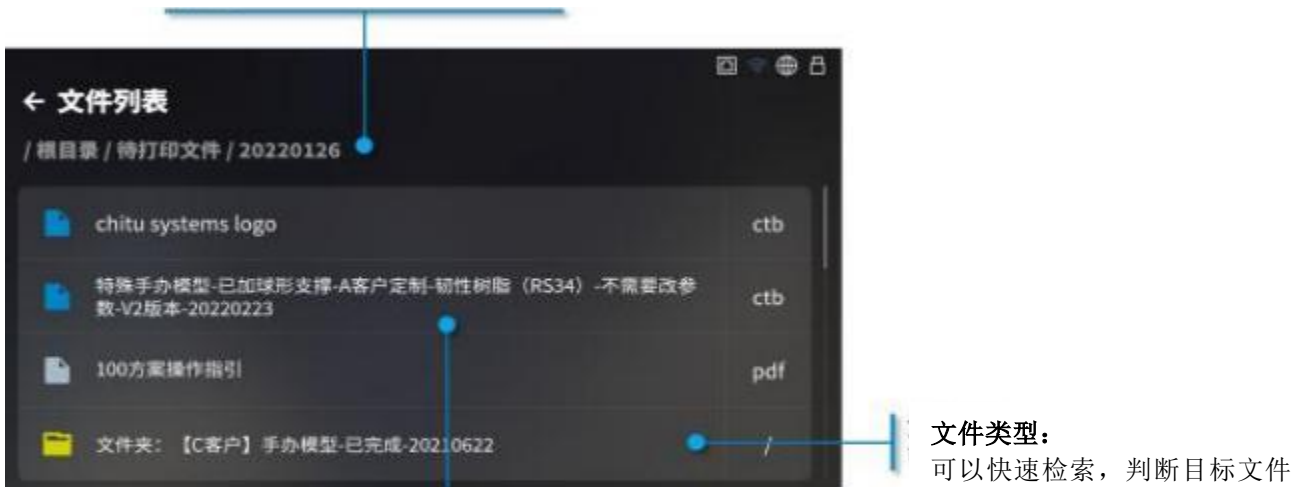 ← 文件列表
/ 根目录 / 待打印文件 / 20220126
chitu systems logo ctb
特殊手办模型-已加球形支撑-A客户定制-韧性树脂（RS34）-不需要改参
数-V2版本-20220223 ctb
100方案操作指引 pdf
文件夹：【C客户】手办模型-已完成-20210622 /
文件类型：
可以快速检索，判断目标文件